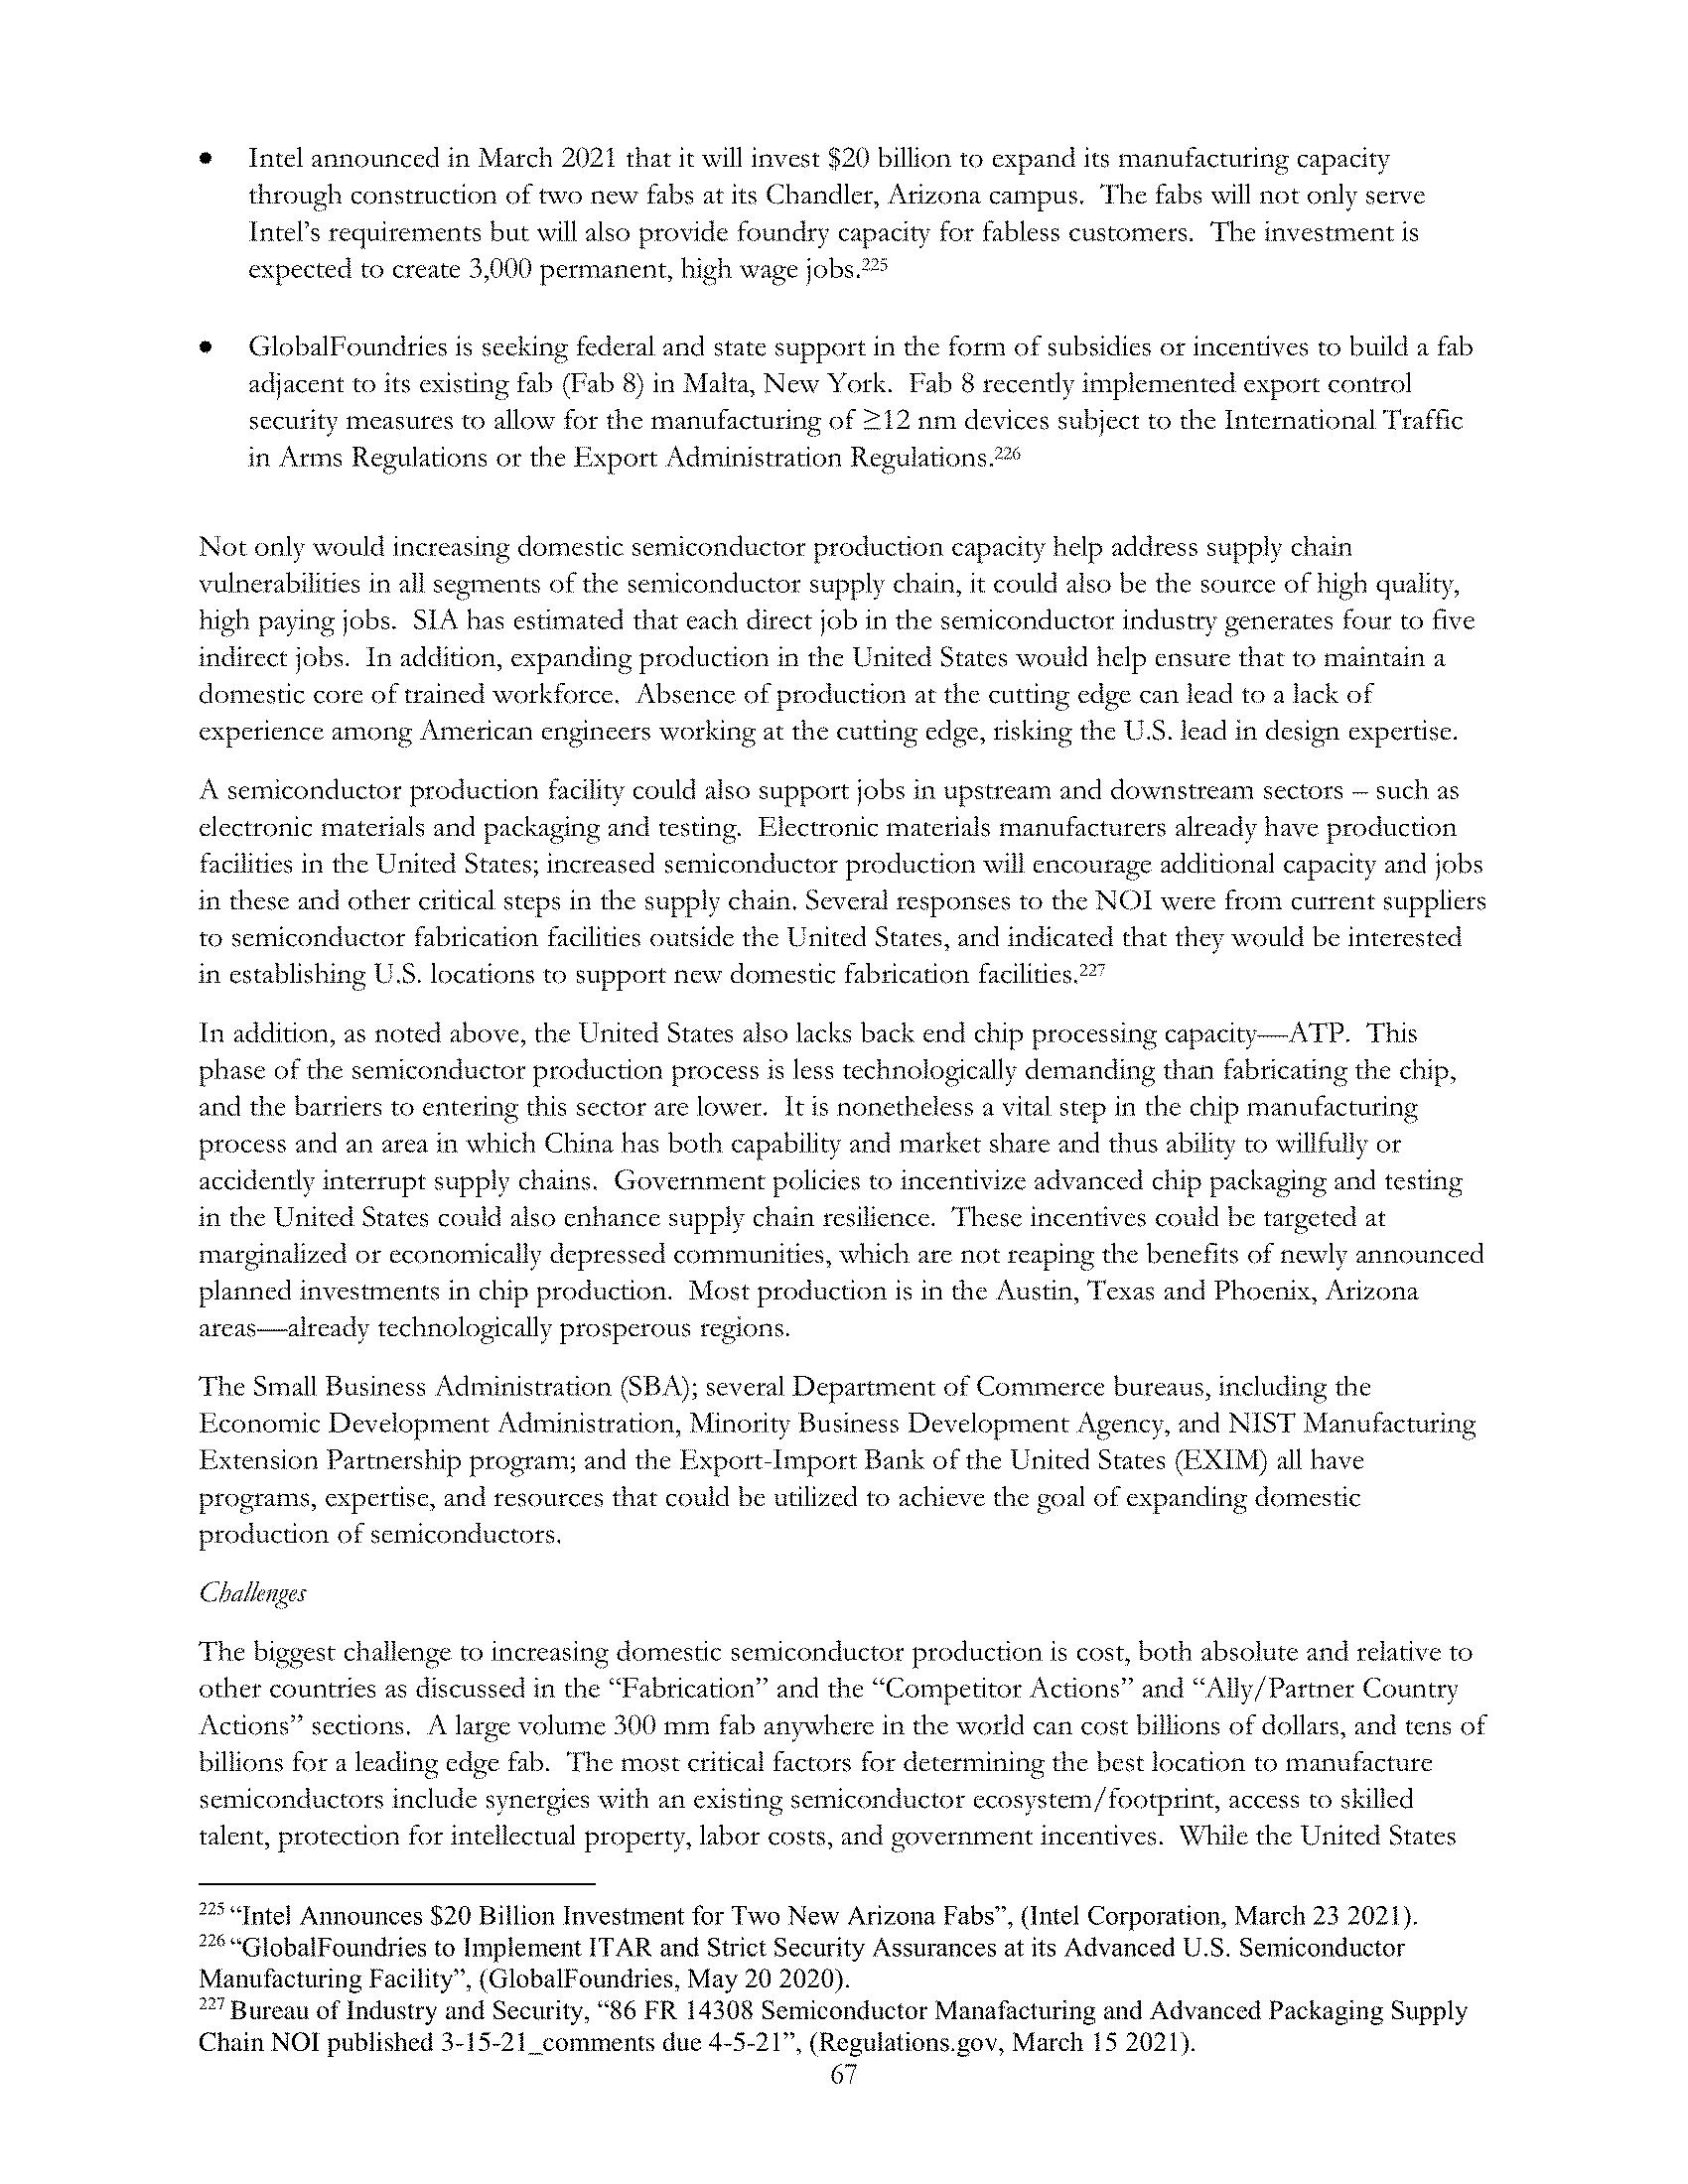 • Intel announced in March 2021 that it will invest $20 billion to expand its manufacturing capacity
through construction of two new fabs at its Chandler, Arizona campus.  The fabs will not only serve
Intel’s requirements but will also provide foundry capacity for fabless customers.  The investment is
expected to create 3,000 permanent, high wage jobs.225
• GlobalFoundries is seeking federal and state support in the form of subsidies or incentives to build a fab
adjacent to its existing fab (Fab 8) in Malta, New York.  Fab 8 recently implemented export control
security measures to allow for the manufacturing of ≥12 nm devices subject to the International Traffic
in Arms Regulations or the Export Administration Regulations.226
Not only would increasing domestic semiconductor production capacity help address supply chain
vulnerabilities in all segments of the semiconductor supply chain, it could also be the source of high quality,
high paying jobs.  SIA has estimated that each direct job in the semiconductor industry generates four to five
indirect jobs.  In addition, expanding production in the United States would help ensure that to maintain a
domestic core of trained workforce.  Absence of production at the cutting edge can lead to a lack of
experience among American engineers working at the cutting edge, risking the U.S. lead in design expertise.
A semiconductor production facility could also support jobs in upstream and downstream sectors – such as
electronic materials and packaging and testing.  Electronic materials manufacturers already have production
facilities in the United States; increased semiconductor production will encourage additional capacity and jobs
in these and other critical steps in the supply chain. Several responses to the NOI were from current suppliers
to semiconductor fabrication facilities outside the United States, and indicated that they would be interested
in establishing U.S. locations to support new domestic fabrication facilities.227
In addition, as noted above, the United States also lacks back end chip processing capacity—ATP.  This
phase of the semiconductor production process is less technologically demanding than fabricating the chip,
and the barriers to entering this sector are lower.  It is nonetheless a vital step in the chip manufacturing
process and an area in which China has both capability and market share and thus ability to willfully or
accidently interrupt supply chains.  Government policies to incentivize advanced chip packaging and testing
in the United States could also enhance supply chain resilience.  These incentives could be targeted at
marginalized or economically depressed communities, which are not reaping the benefits of newly announced
planned investments in chip production.  Most production is in the Austin, Texas and Phoenix, Arizona
areas—already technologically prosperous regions.
The Small Business Administration (SBA); several Department of Commerce bureaus, including the
Economic Development Administration, Minority Business Development Agency, and NIST Manufacturing
Extension Partnership program; and the Export-Import Bank of the United States (EXIM) all have
programs, expertise, and resources that could be utilized to achieve the goal of expanding domestic
production of semiconductors.
Challenges
The biggest challenge to increasing domestic semiconductor production is cost, both absolute and relative to
other countries as discussed in the “Fabrication” and the “Competitor Actions” and “Ally/Partner Country
Actions” sections.  A large volume 300 mm fab anywhere in the world can cost billions of dollars, and tens of
billions for a leading edge fab.  The most critical factors for determining the best location to manufacture
semiconductors include synergies with an existing semiconductor ecosystem/footprint, access to skilled
talent, protection for intellectual property, labor costs, and government incentives.  While the United States
225 “Intel Announces $20 Billion Investment for Two New Arizona Fabs”, (Intel Corporation, March 23 2021).
226 “GlobalFoundries to Implement ITAR and Strict Security Assurances at its Advanced U.S. Semiconductor
Manufacturing Facility”, (GlobalFoundries, May 20 2020).
227 Bureau of Industry and Security, “86 FR 14308 Semiconductor Manafacturing and Advanced Packaging Supply
Chain NOI published 3-15-21_comments due 4-5-21”, (Regulations.gov, March 15 2021).
67